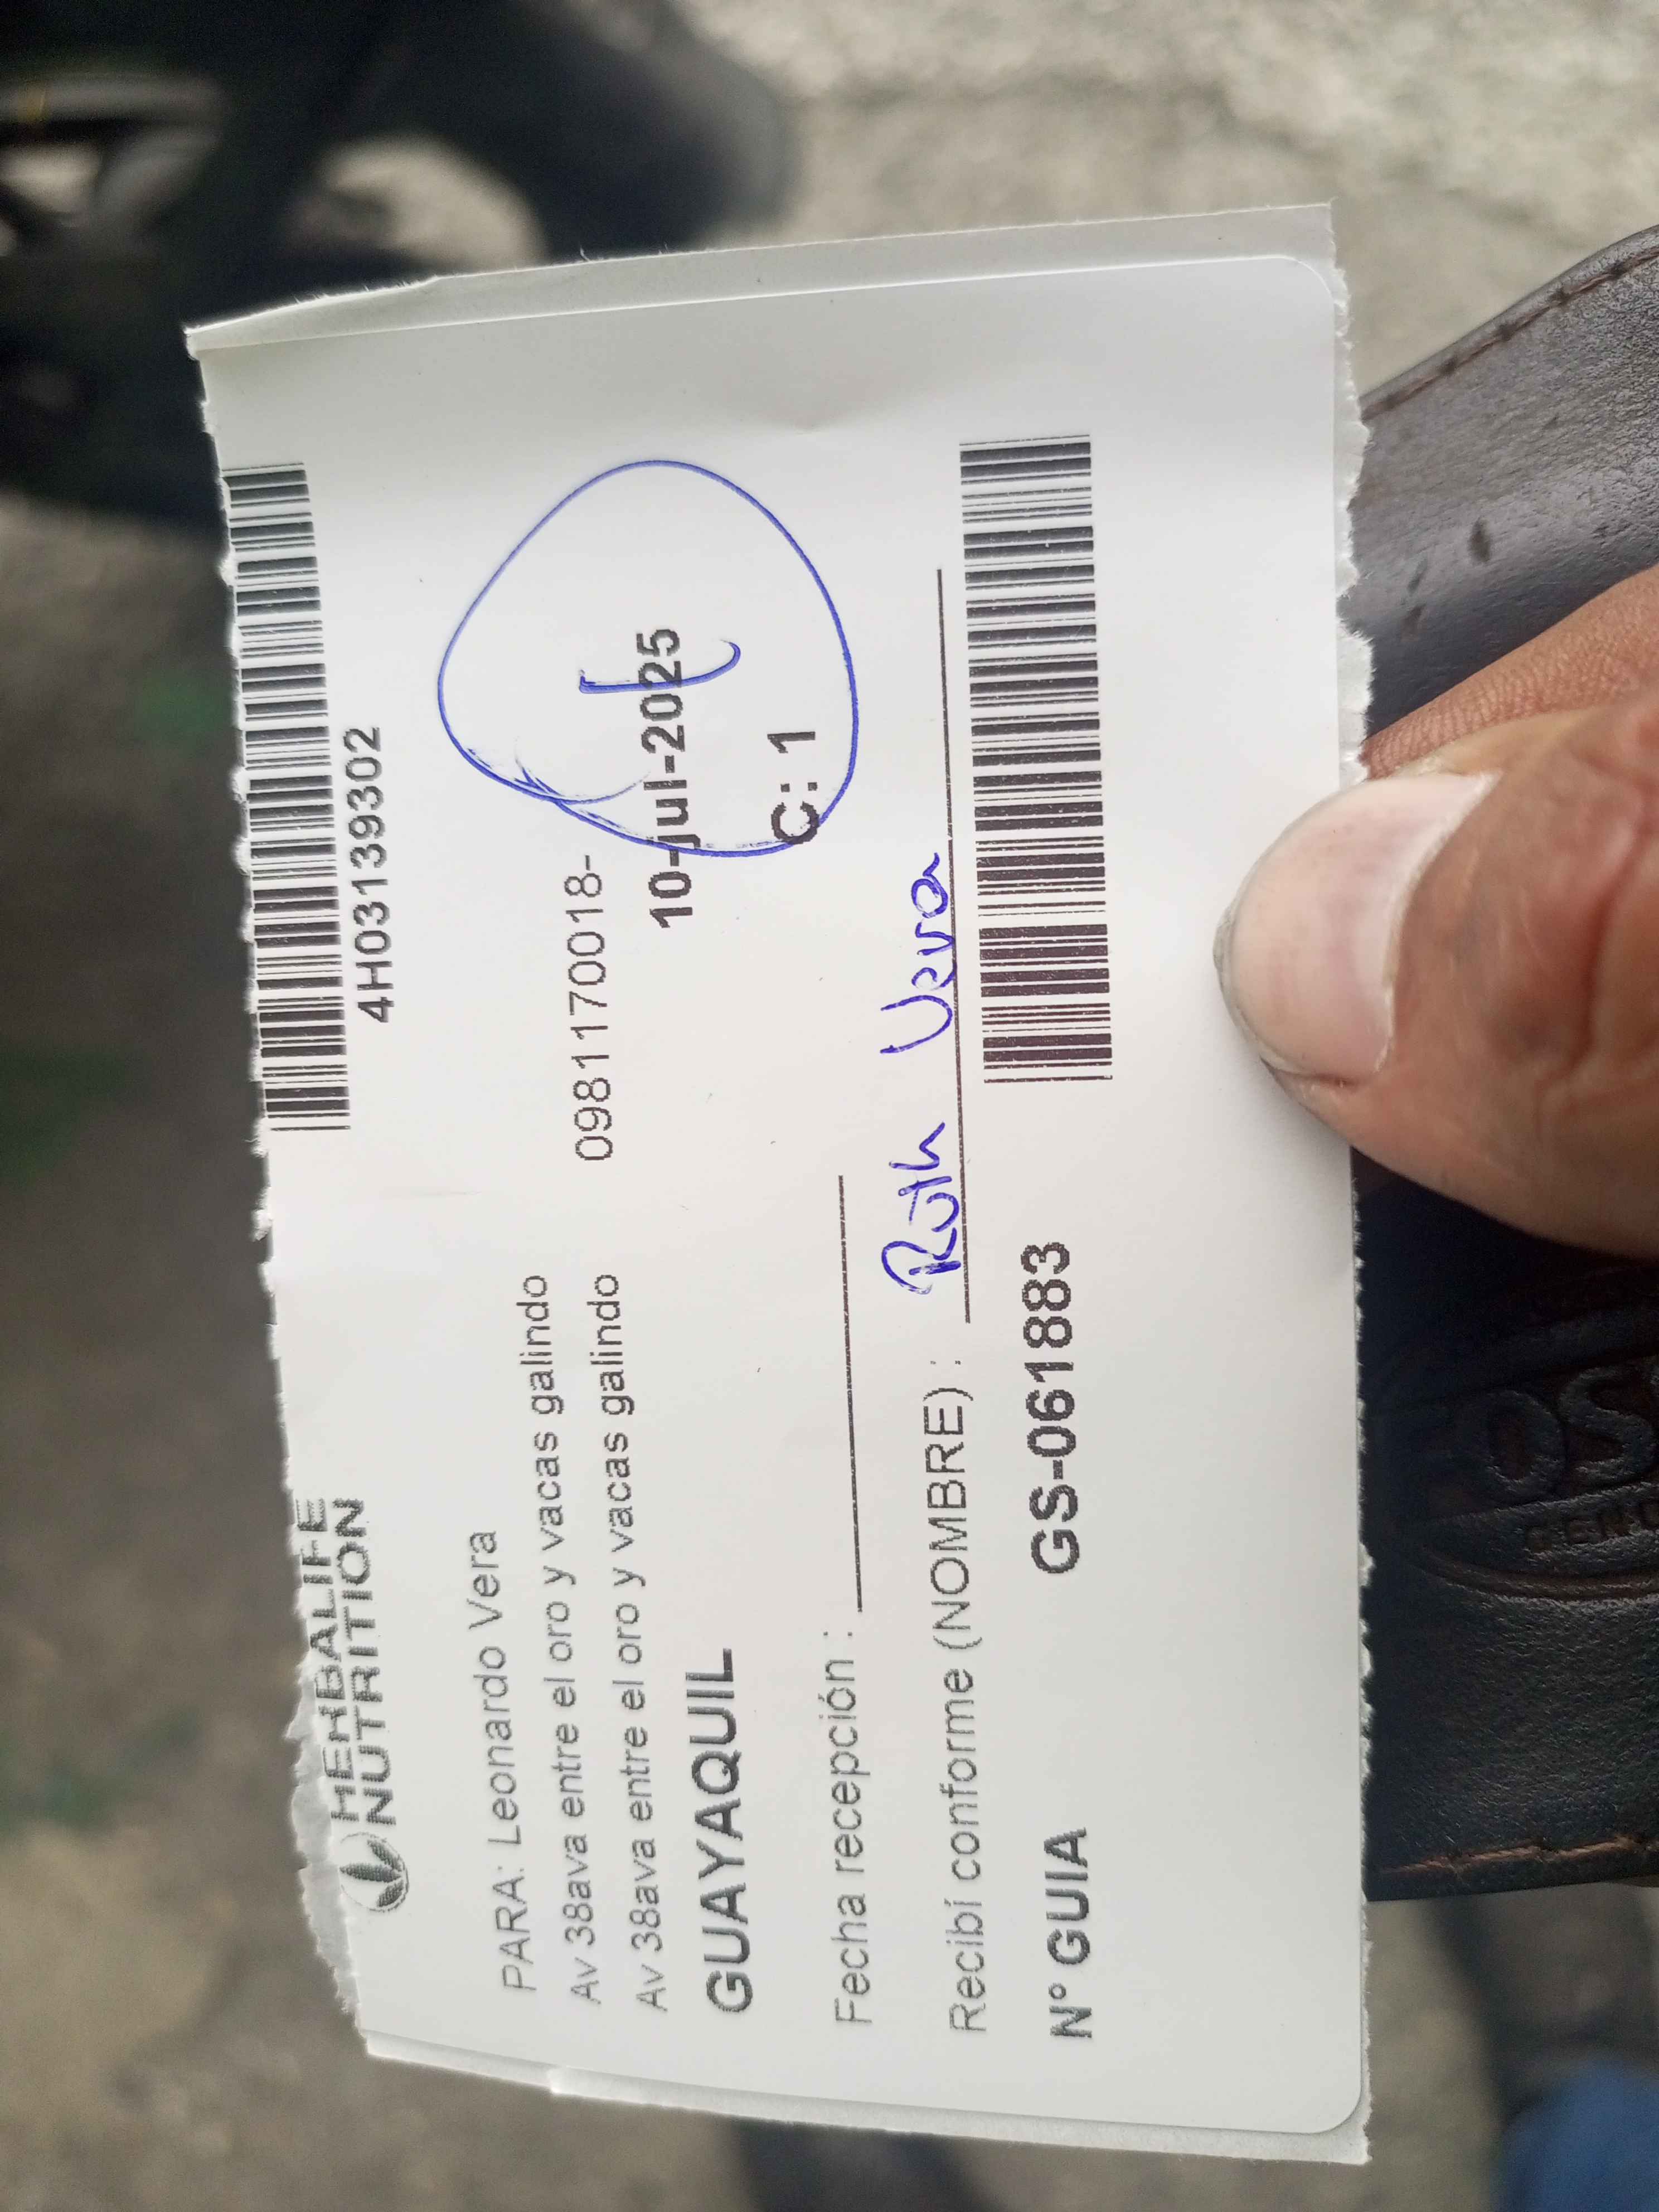 HERBALIFE
NUTRITION
4H03139302
PARA: Leonardo Vera
Av 38ava entre el oro y vacas galindo
Av 38ava entre el oro y vacas galindo
0981170018-
GUAYAQUIL
10-jul-2025
C: 1
Fecha recepción :
Recibí conforme (NOMBRE) : Ruth Vera
N° GUIA GS-061883